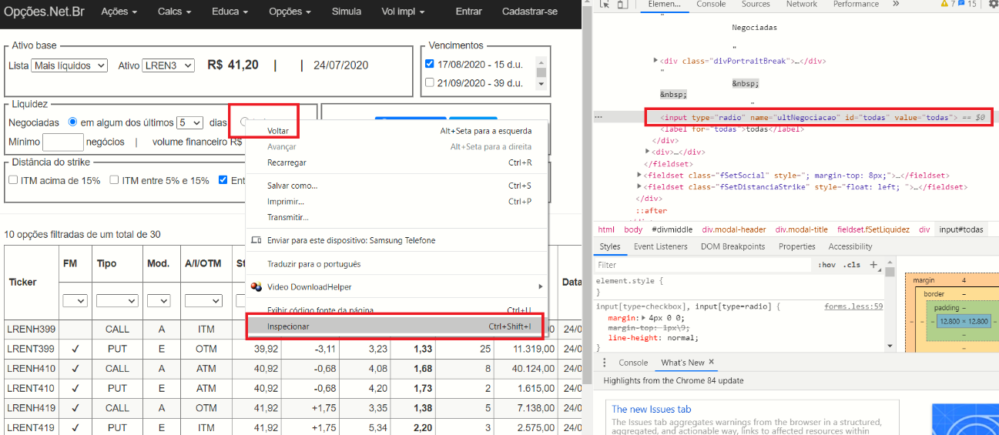 Opções.Net.Br Ações Calcs Educa Opções Simula Vol impl Entrar Cadastrar-se
Ativo base
Lista Mais líquidos Ativo LREN3 R$ 41,20 | | 24/07/2020
Vencimentos
17/08/2020 - 15 d.u.
21/09/2020 - 39 d.u.
Liquidez
Negociadas em algum dos últimos 5 dias
Mínimo negócios | volume financeiro R$
Distância do strike
ITM acima de 15% ITM entre 5% e 15% Ent
Voltar Alt+Seta para a esquerda
Avançar Alt+Seta para a direita
Recarregar Ctrl+R
Salvar como... Ctrl+S
Imprimir... Ctrl+P
Transmitir...
Enviar para este dispositivo: Samsung Telefone
Traduzir para o português
Video DownloadHelper
Exibir código fonte da página Ctrl+U
Inspecionar Ctrl+Shift+I
10 opções filtradas de um total de 30
Ticker FM Tipo Mod. A/I/OTM St Data
LRENH399 CALL A ITM 00 24/0
LRENT399 ✓ PUT E OTM 39,92 -3,11 3,23 1,33 25 11.319,00 24/0
LRENH410 ✓ CALL A ATM 40,92 -0,68 4,08 1,68 8 40.124,00 24/0
LRENT410 ✓ PUT E ATM 40,92 -0,68 4,20 1,73 2 1.615,00 24/0
LRENH419 ✓ CALL A OTM 41,92 +1,75 3,35 1,38 5 7.138,00 24/0
LRENT419 ✓ PUT E ITM 41,92 +1,75 5,34 2,20 3 2.575,00 24/0
Elemen... Console Sources Network Performance » 7 15
"
Negociadas
"
<div class="divPortraitBreak">…</div>
"
&nbsp;
&nbsp;
"
<input type="radio" name="ultNegociacao" id="todas" value="todas"> == $0
<label for="todas">todas</label>
</div>
<div>…</div>
</fieldset>
<fieldset class="fSetSocial" style="; margin-top: 8px;">…</fieldset>
<fieldset class="fSetDistanciaStrike" style="float: left; ">…</fieldset>
</div>
::after
html body #divmiddle div.modal-header div.modal-title fieldset.fSetLiquidez div input#todas
Styles Event Listeners DOM Breakpoints Properties Accessibility
Filter :hov .cls +
element.style {
}
input[type=checkbox], input[type=radio] { forms.less:59
margin: 4px 0 0;
margin-top: 1px\9;
line-height: normal;
}
margin 4
border –
padding –
– – – 12.800 × 12.800 – – –
–
Console What's New ×
Highlights from the Chrome 84 update
The new Issues tab
The Issues tab aggregates warnings from the browser in a structured,
aggregated, and actionable way, links to affected resources within